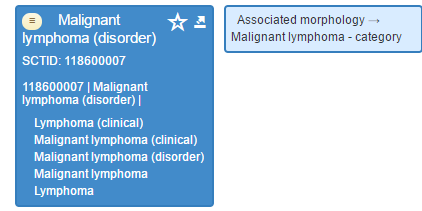 Malignant
lymphoma (disorder)
SCTID: 118600007
118600007 | Malignant
lymphoma (disorder) |
Lymphoma (clinical)
Malignant lymphoma (clinical)
Malignant lymphoma (disorder)
Malignant lymphoma
Lymphoma
Associated morphology →
Malignant lymphoma - category